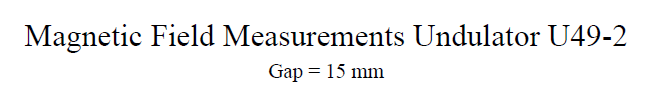 Magnetic Field Measurements Undulator U49-2
Gap = 15 mm